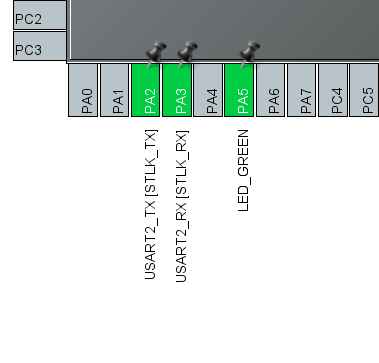 PC2
PC3
PA0
PA1
PA2
PA3
PA4
PA5
PA6
PA7
PC4
PC5
USART2_TX [STLK_TX]
USART2_RX [STLK_RX]
LED_GREEN